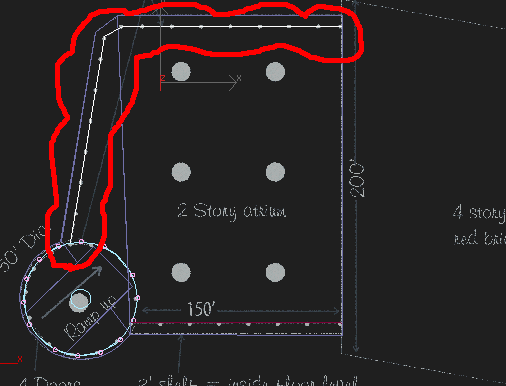 z
x
200'
2 Story atrium
4 story
red bri
50' Dia.
150'
Ramp Up
x
4 Doors
2' shelf = inside floor level